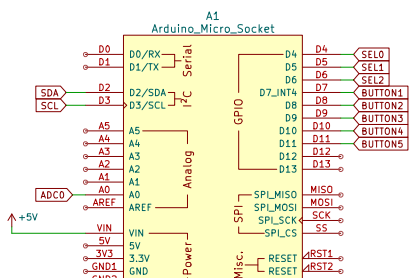 A1
Arduino_Micro_Socket
D0 D0/RX Serial D4 D4 SEL0
D1 D1/TX D5 D5 SEL1
D6 D6 SEL2
SDA D2 D2/SDA I²C D7_INT4 D7 BUTTON1
SCL D3 D3/SCL GPIO D8 D8 BUTTON2
D9 D9 BUTTON3
A5 A5 D10 D10 BUTTON4
A4 A4 D11 D11 BUTTON5
A3 A3 Analog D12 D12
A2 A2 D13 D13
A1 A1
ADC0 A0 A0 SPI SPI_MISO MISO
AREF AREF SPI_MOSI MOSI
+5V SPI_SCK SCK
VIN VIN SPI_CS SS
5V 5V Power Misc.
3V3 3.3V RESET RST1
GND1 GND RESET RST2